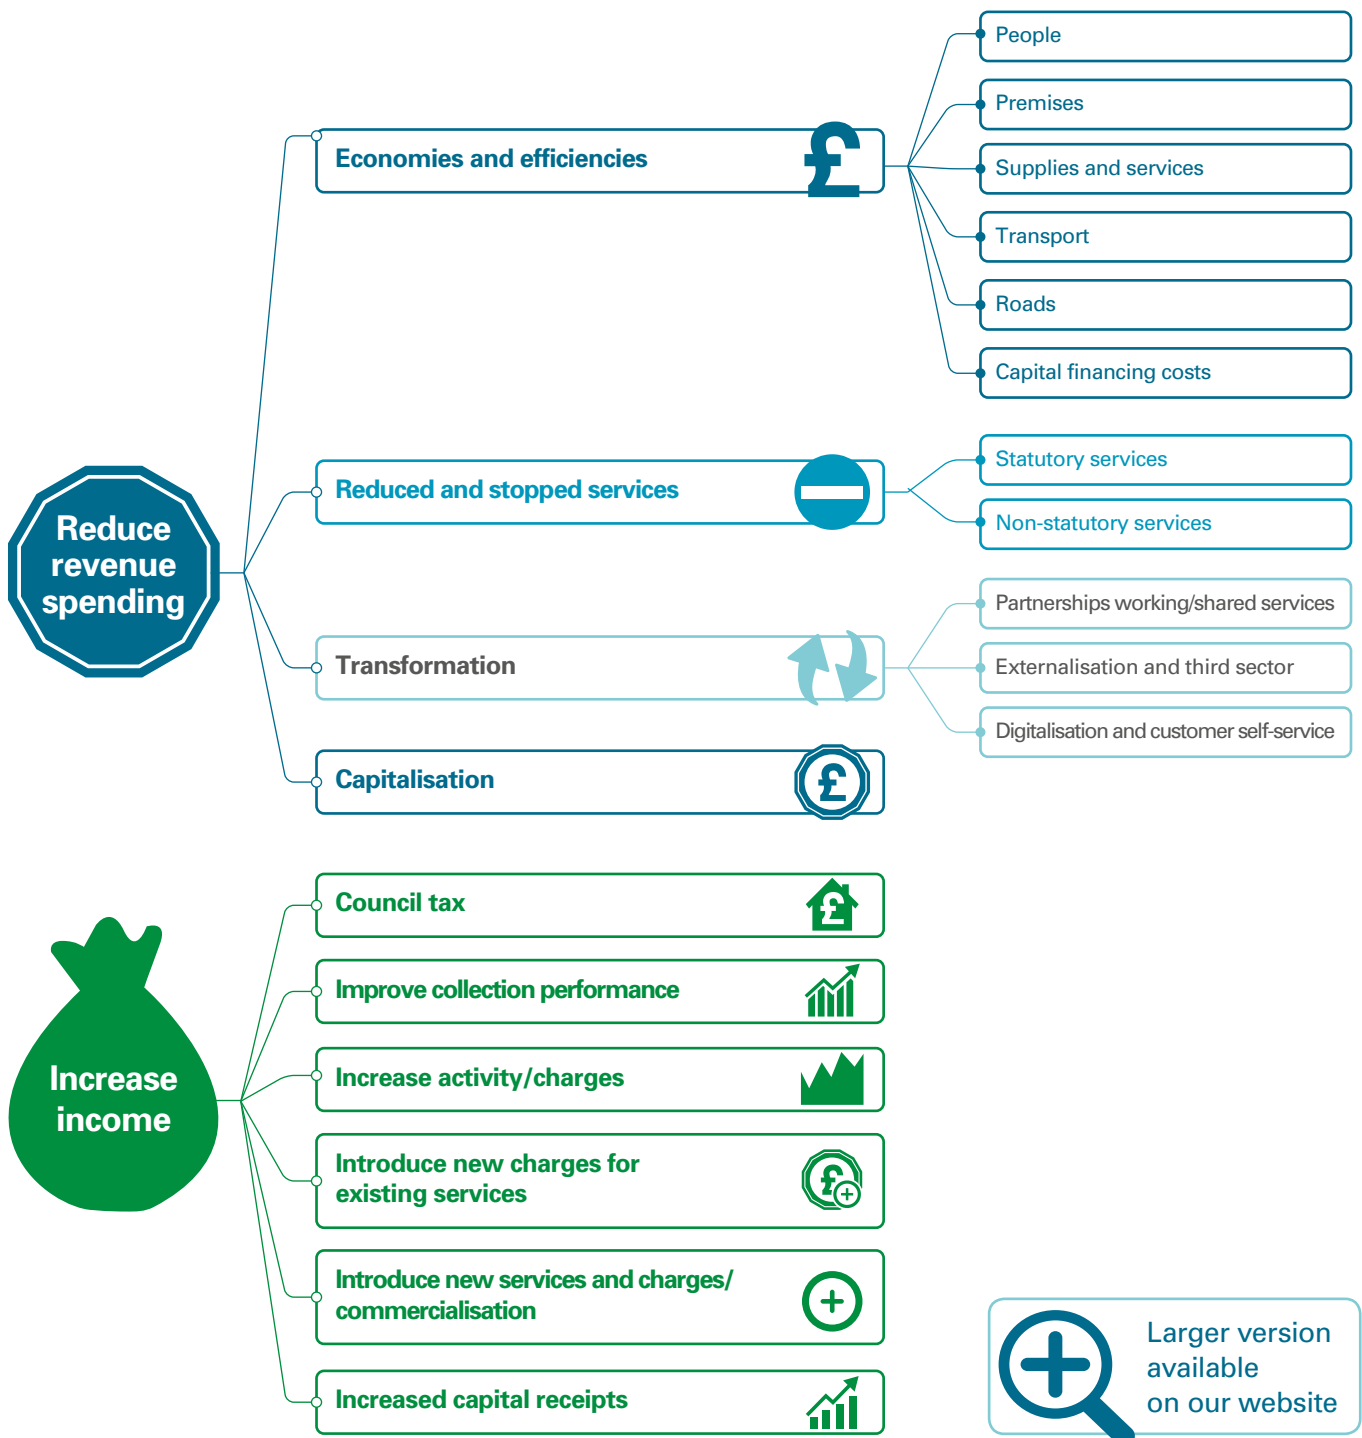 Reduce
revenue
spending
Economies and efficiencies
£
People
Premises
Supplies and services
Transport
Roads
Capital financing costs
Reduced and stopped services
Statutory services
Non-statutory services
Transformation
Partnerships working/shared services
Externalisation and third sector
Digitalisation and customer self-service
Capitalisation
£
Increase
income
Council tax
£
Improve collection performance
Increase activity/charges
Introduce new charges for
existing services
£
Introduce new services and charges/
commercialisation
Increased capital receipts
Larger version
available
on our website